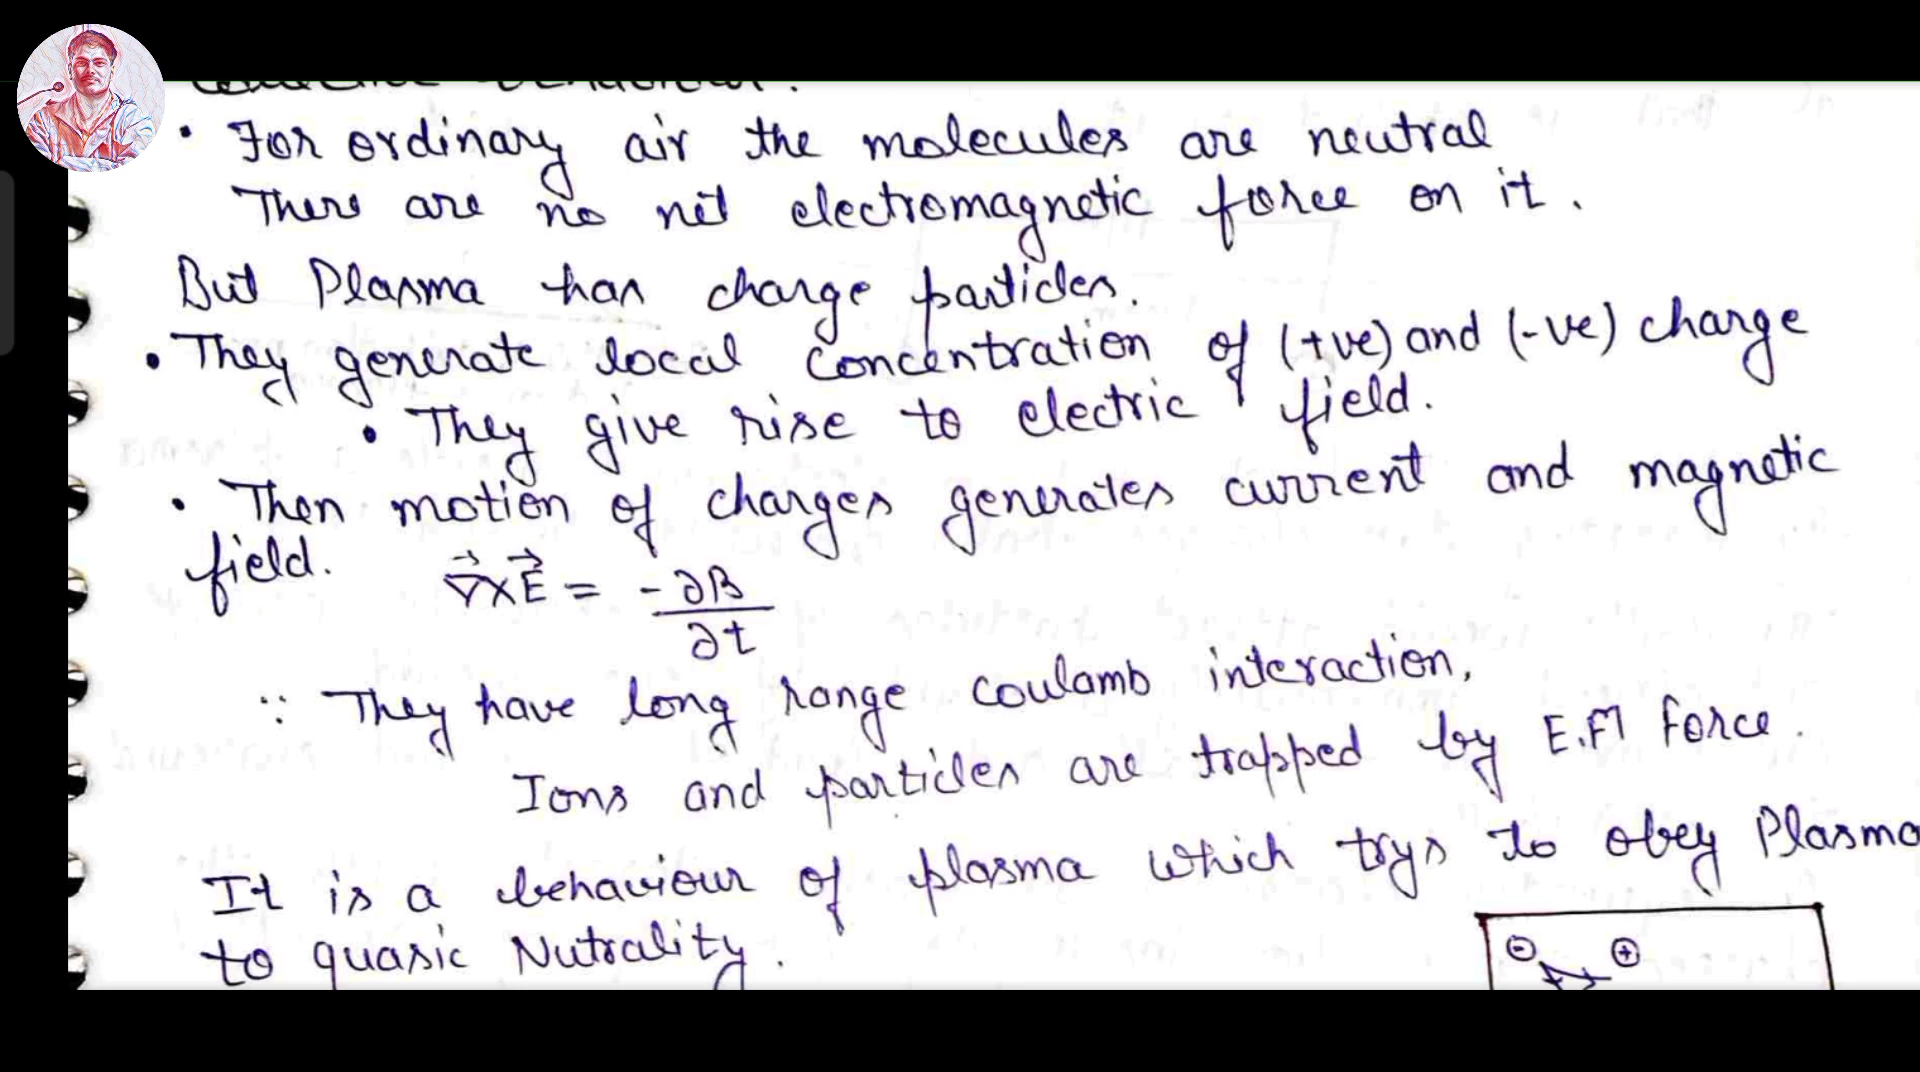 • For ordinary air the molecules are neutral
There are no net electromagnetic force on it.
But Plasma has charge particles.
• They generate local concentration of (+ve) and (-ve) charge
• They give rise to electric field.
• Then motion of charges generates current and magnetic
field. ∇⃗×E⃗ = -∂B/∂t
∵ They have long range coulamb interaction,
Ions and particles are trapped by E.M Force.
It is a behaviour of plasma which trys to obey Plasma
to quasic Nutrality.
⊖ ⊕